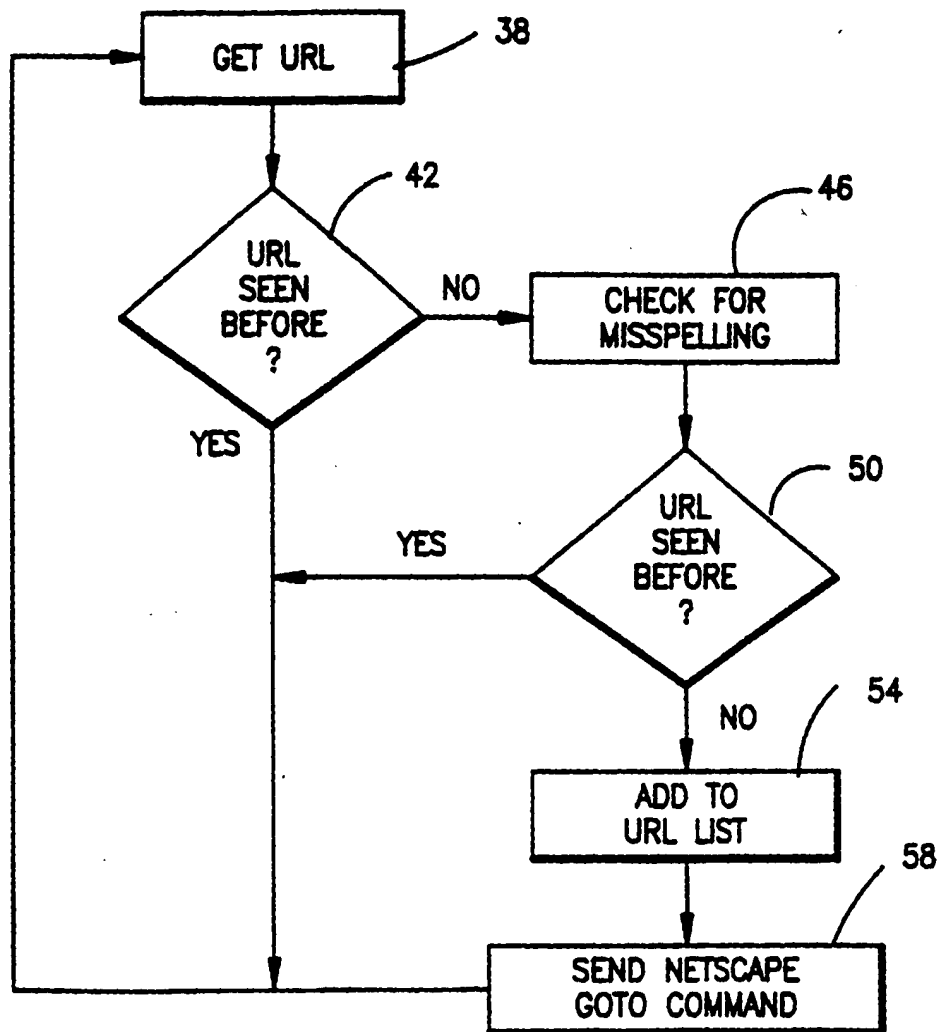 GET URL
38
42
URL
SEEN
BEFORE
?
NO
YES
46
CHECK FOR
MISSPELLING
50
URL
SEEN
BEFORE
?
YES
NO
54
ADD TO
URL LIST
58
SEND NETSCAPE
GOTO COMMAND